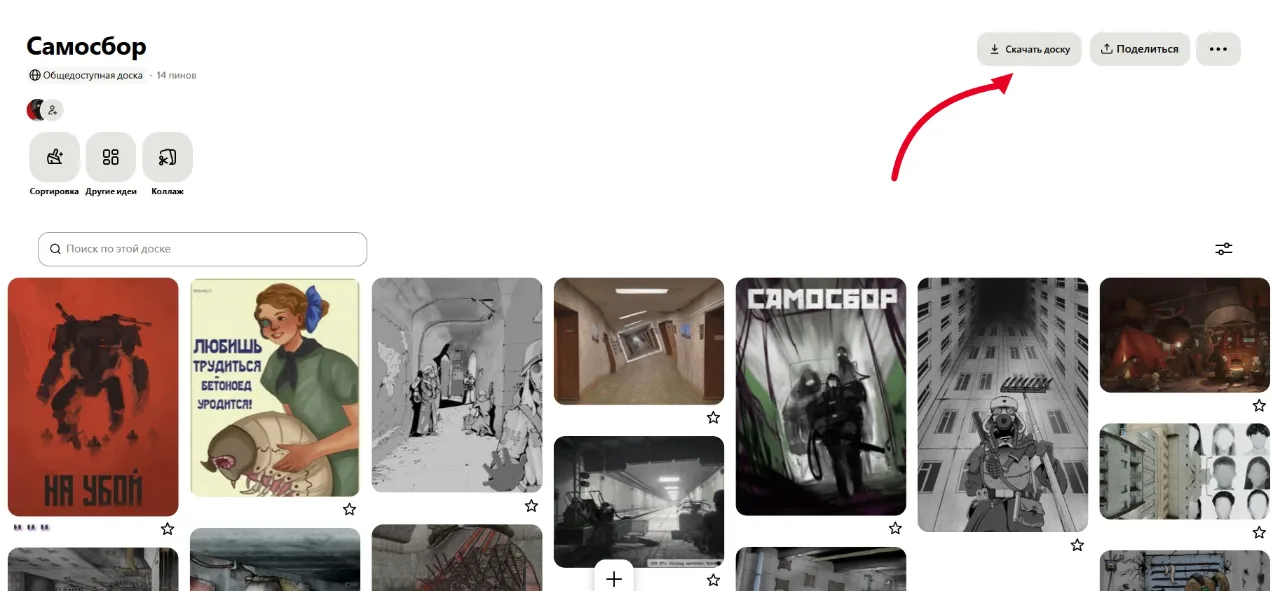 Самосбор
Скачать доску
Поделиться
Общедоступная доска · 14 пинов
Сортировка
Другие идеи
Коллаж
Поиск по этой доске
НА УБОЙ
ЛЮБИШЬ
ТРУДИТЬСЯ -
БЕТОНОЕД
УРОДИТСЯ!
САМОСБОР